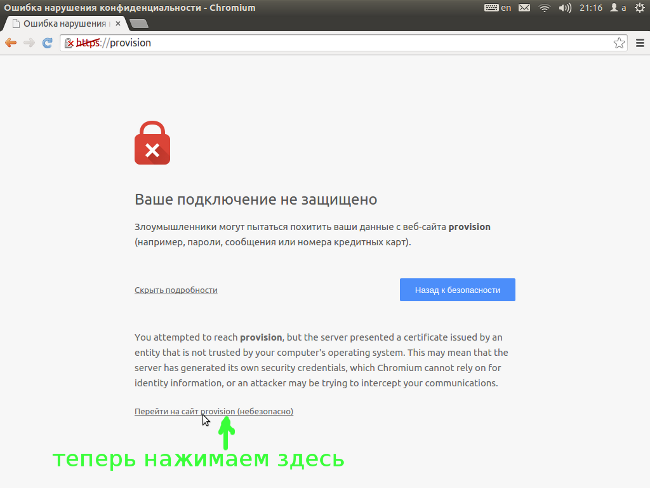 Ошибка нарушения конфиденциальности - Chromium
en
21:16
a
Ошибка нарушения
https://provision
Ваше подключение не защищено
Злоумышленники могут пытаться похитить ваши данные с веб-сайта provision
(например, пароли, сообщения или номера кредитных карт).
Скрыть подробности
Назад к безопасности
You attempted to reach provision, but the server presented a certificate issued by an
entity that is not trusted by your computer's operating system. This may mean that the
server has generated its own security credentials, which Chromium cannot rely on for
identity information, or an attacker may be trying to intercept your communications.
Перейти на сайт provision (небезопасно)
теперь нажимаем здесь